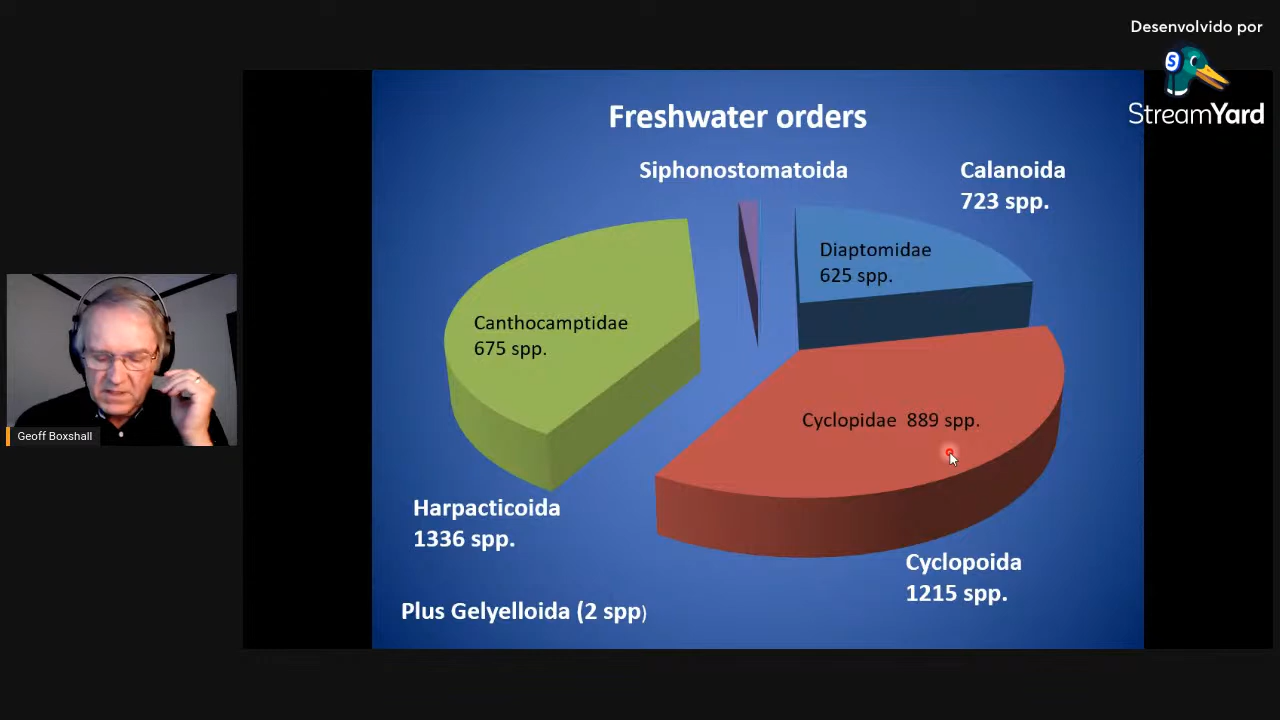 Desenvolvido por
StreamYard
Freshwater orders
Siphonostomatoida
Calanoida
723 spp.
Diaptomidae
625 spp.
Canthocamptidae
675 spp.
Cyclopidae 889 spp.
Geoff Boxshall
Harpacticoida
1336 spp.
Cyclopoida
1215 spp.
Plus Gelyelloida (2 spp)